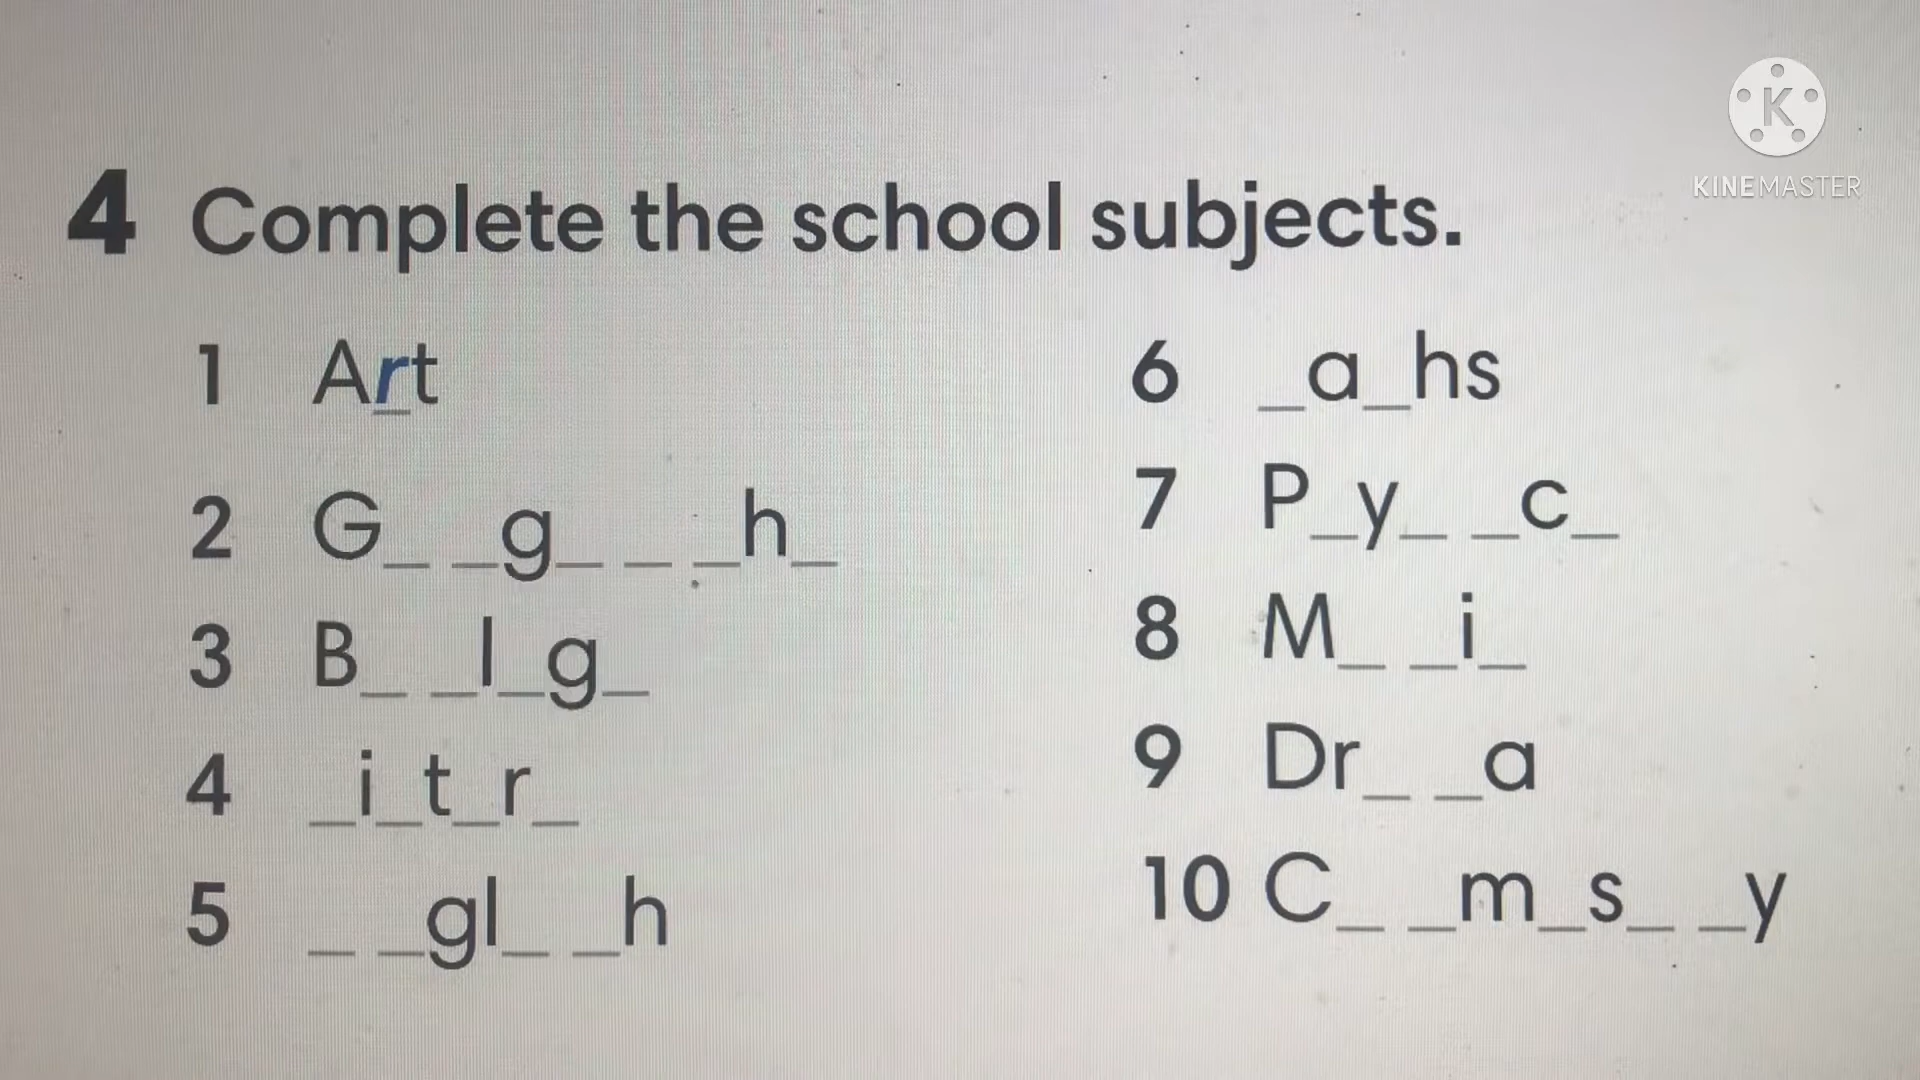 KINEMASTER
4 Complete the school subjects.
1 Art
2 G_ _g_ _ _h_
3 B_ _l_g_
4 _i_t_r_
5 _ _gl_ _h
6 _a_hs
7 P_y_ _c_
8 M_ _i_
9 Dr_ _a
10 C_ _m_s_ _y